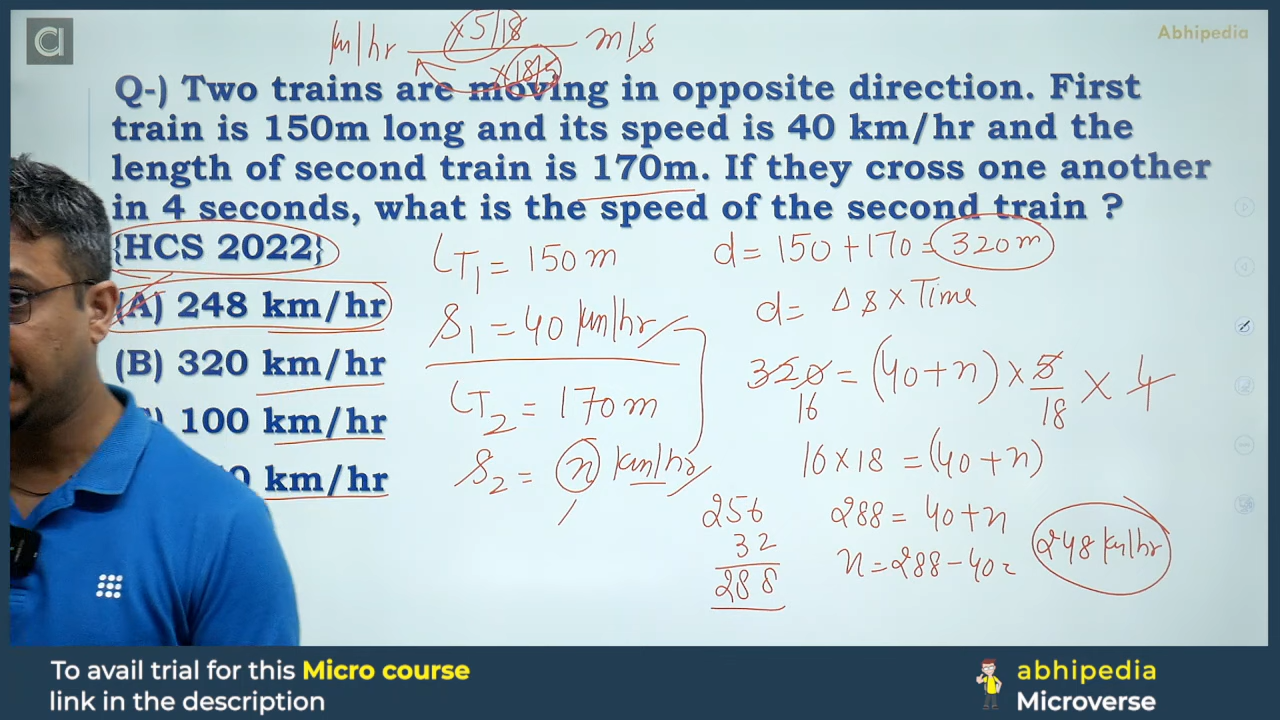 Abhipedia
km/hr ×5/18 m/s
×18/5
Q-) Two trains are moving in opposite direction. First
train is 150m long and its speed is 40 km/hr and the
length of second train is 170m. If they cross one another
in 4 seconds, what is the speed of the second train ?
{HCS 2022}
(A) 248 km/hr
(B) 320 km/hr
100 km/hr
km/hr
LT₁ = 150m
S₁ = 40 km/hr
LT₂ = 170m
S₂ = n km/hr
d = 150 + 170 = 320m
d = Δs × Time
320 = (40+n) × 5/18 × 4
16
16×18 = (40+n)
288 = 40+n
n = 288 - 40 =
248 km/hr
256
32
288
To avail trial for this Micro course
link in the description
abhipedia
Microverse